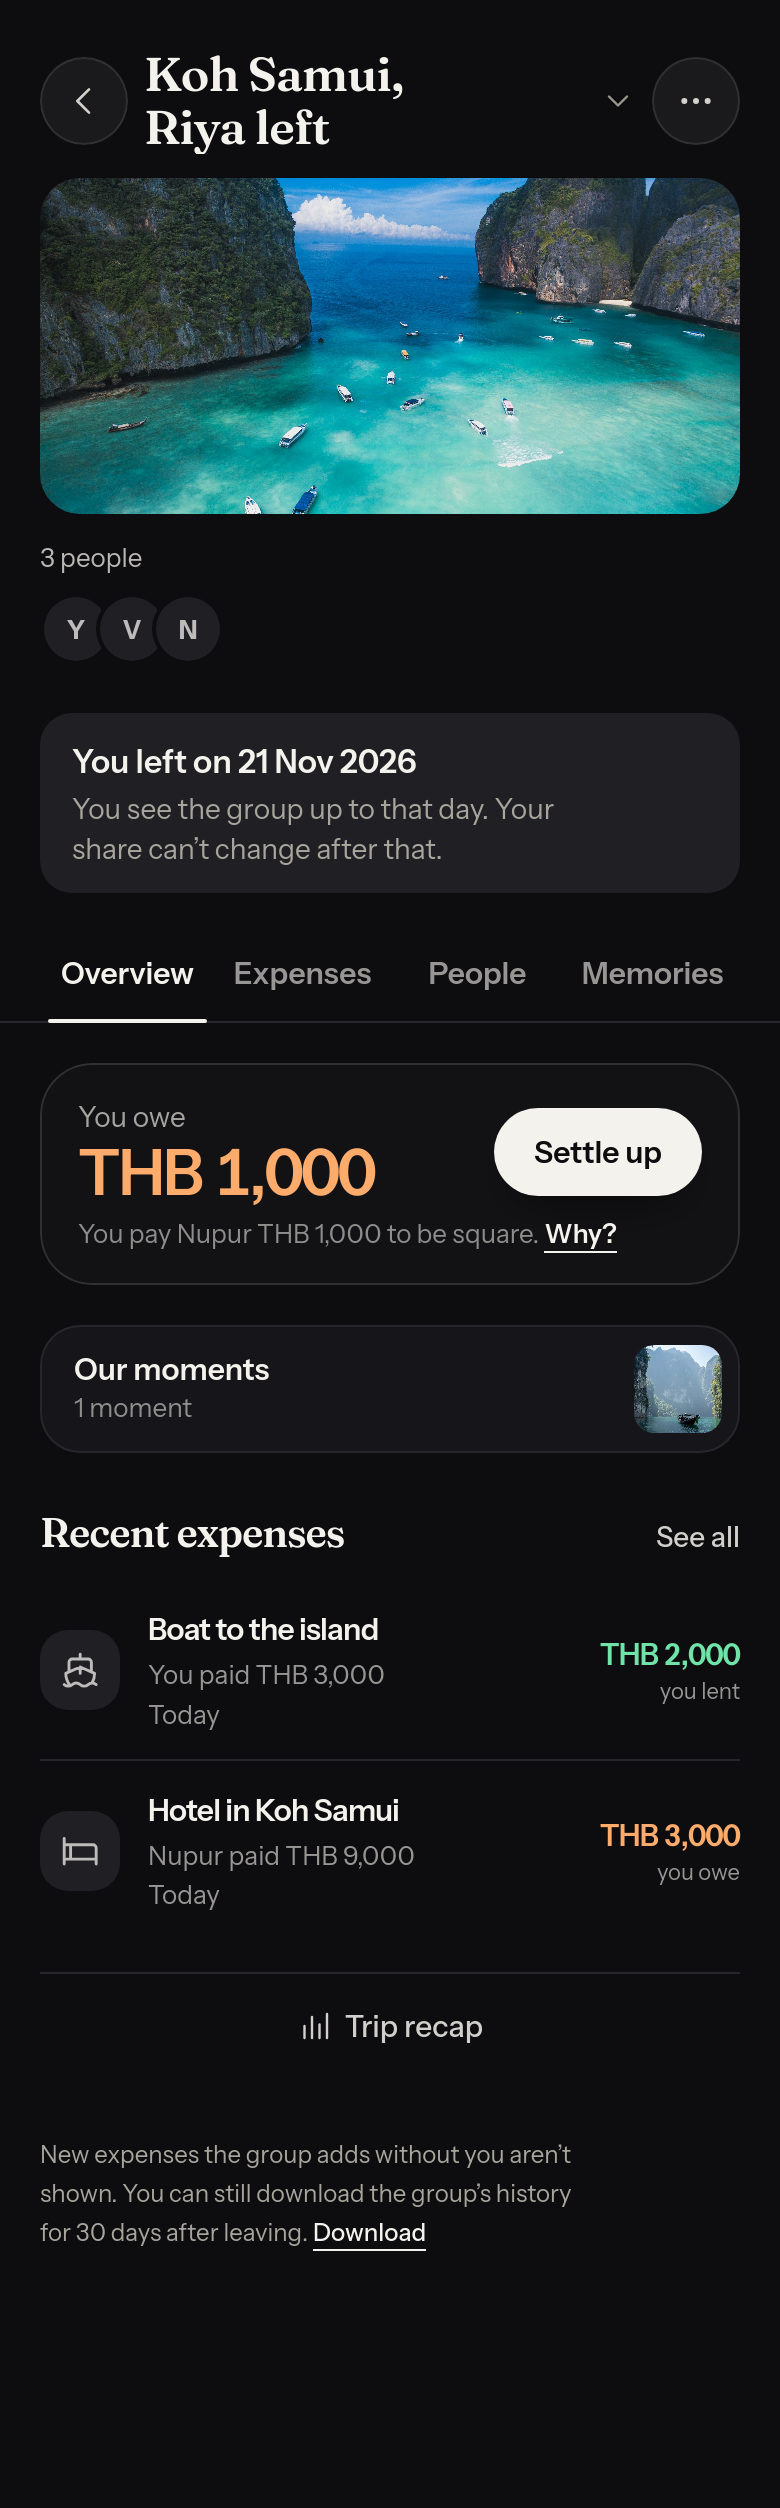 Koh Samui,
Riya left
3 people
Y V N
You left on 21 Nov 2026
You see the group up to that day. Your
share can’t change after that.
Overview Expenses People Memories
You owe
THB 1,000
Settle up
You pay Nupur THB 1,000 to be square. Why?
Our moments
1 moment
Recent expenses
See all
Boat to the island
You paid THB 3,000
Today
THB 2,000
you lent
Hotel in Koh Samui
Nupur paid THB 9,000
Today
THB 3,000
you owe
Trip recap
New expenses the group adds without you aren’t
shown. You can still download the group’s history
for 30 days after leaving. Download